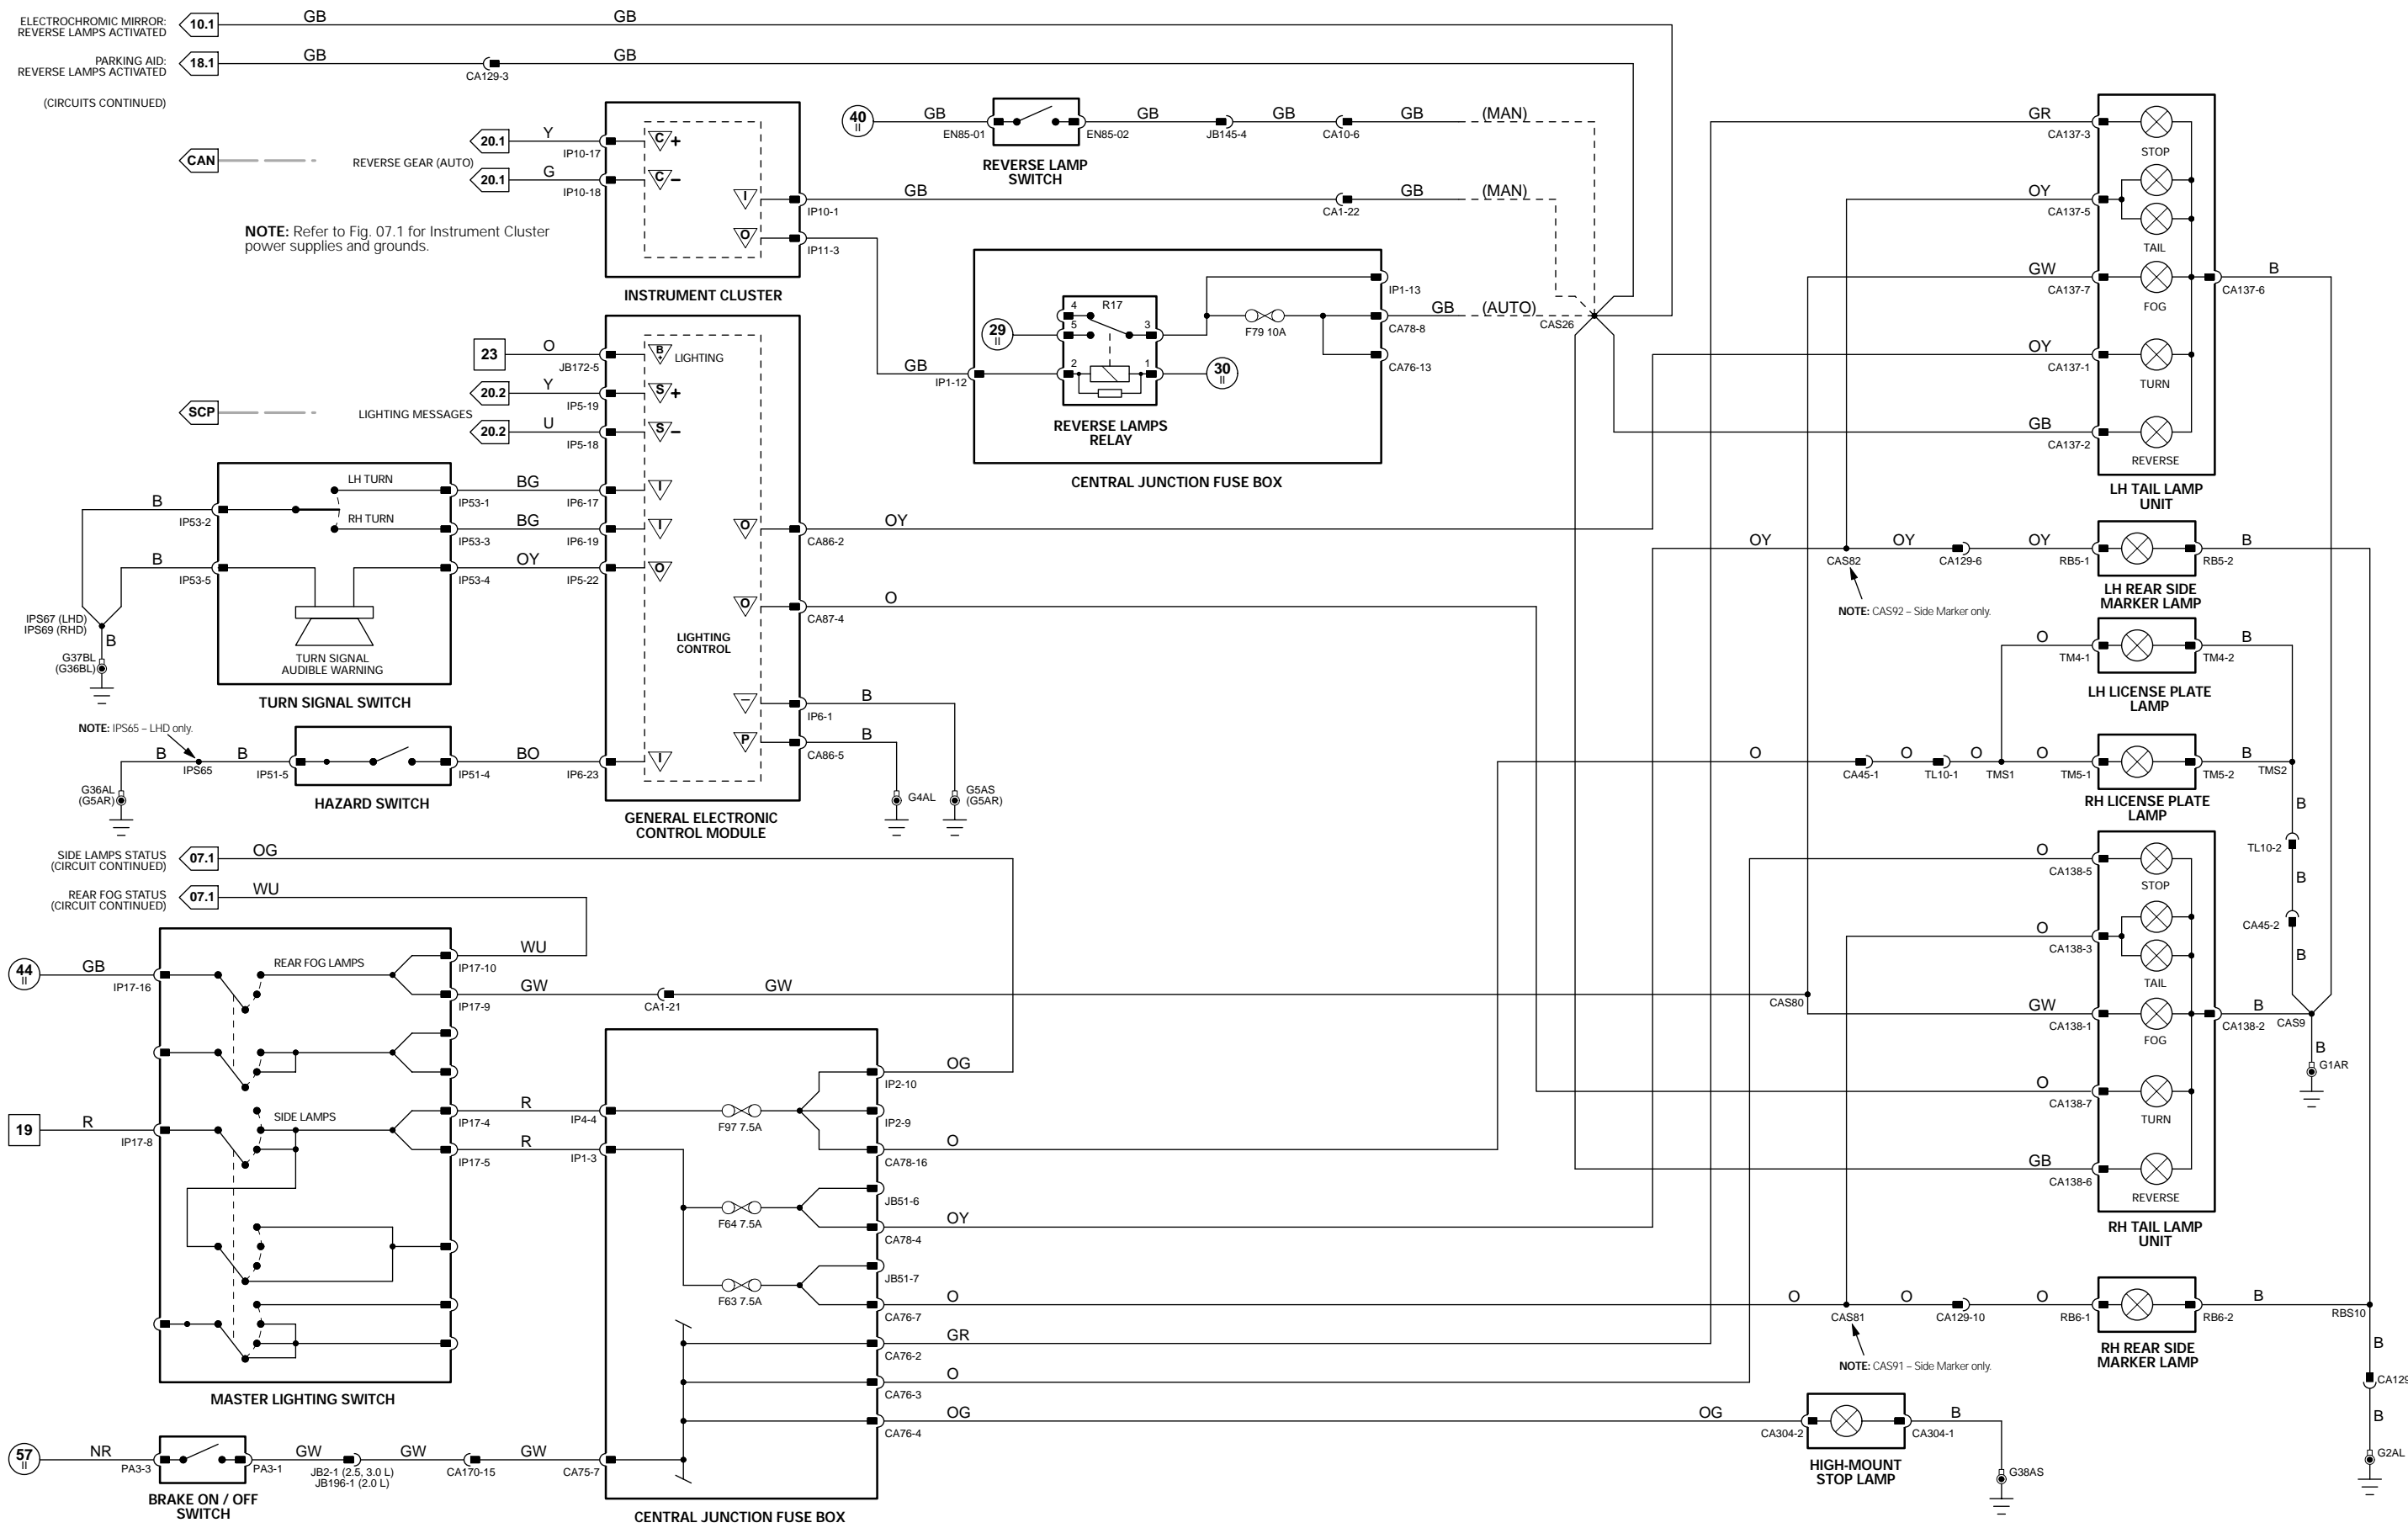 ELECTROCHROMIC MIRROR:
REVERSE LAMPS ACTIVATED
10.1
GB
GB
PARKING AID:
REVERSE LAMPS ACTIVATED
18.1
GB
CA129-3
GB
(CIRCUITS CONTINUED)
CAN
REVERSE GEAR (AUTO)
20.1
Y
IP10-17
C
+
20.1
G
IP10-18
C
–
I
IP10-1
GB
CA1-22
GB
(MAN)
O
IP11-3
INSTRUMENT CLUSTER
NOTE: Refer to Fig. 07.1 for Instrument Cluster
power supplies and grounds.
40
II
GB
EN85-01
EN85-02
GB
JB145-4
GB
CA10-6
GB
(MAN)
REVERSE LAMP
SWITCH
29
II
4
5
R17
3
2
1
30
II
F79 10A
IP1-13
CA78-8
GB
(AUTO)
CAS26
CA76-13
GB
IP1-12
REVERSE LAMPS
RELAY
CENTRAL JUNCTION FUSE BOX
23
O
JB172-5
B
+
LIGHTING
SCP
LIGHTING MESSAGES
20.2
Y
IP5-19
S
+
20.2
U
IP5-18
S
–
LH TURN
IP53-1
BG
IP6-17
I
RH TURN
IP53-3
BG
IP6-19
I
B
IP53-2
B
IP53-5
IP53-4
OY
IP5-22
O
IPS67 (LHD)
IPS69 (RHD)
B
G37BL
(G36BL)
TURN SIGNAL
AUDIBLE WARNING
TURN SIGNAL SWITCH
O
CA86-2
OY
O
CA87-4
O
LIGHTING
CONTROL
–
IP6-1
B
P
CA86-5
B
G4AL
G5AS
(G5AR)
NOTE: IPS65 – LHD only.
B
IPS65
B
IP51-5
IP51-4
BO
IP6-23
I
G36AL
(G5AR)
HAZARD SWITCH
GENERAL ELECTRONIC
CONTROL MODULE
SIDE LAMPS STATUS
(CIRCUIT CONTINUED)
07.1
OG
REAR FOG STATUS
(CIRCUIT CONTINUED)
07.1
WU
44
II
GB
IP17-16
REAR FOG LAMPS
IP17-10
WU
IP17-9
GW
CA1-21
GW
CAS80
19
R
IP17-8
SIDE LAMPS
IP17-4
R
IP4-4
IP17-5
R
IP1-3
MASTER LIGHTING SWITCH
F97 7.5A
IP2-10
OG
IP2-9
CA78-16
O
F64 7.5A
JB51-6
CA78-4
OY
F63 7.5A
JB51-7
CA76-7
O
CA76-2
GR
CA76-3
O
CA76-4
OG
57
II
NR
PA3-3
PA3-1
GW
JB2-1 (2.5, 3.0 L)
JB196-1 (2.0 L)
GW
CA170-15
GW
CA75-7
BRAKE ON / OFF
SWITCH
CENTRAL JUNCTION FUSE BOX
GR
CA137-3
STOP
OY
CA137-5
TAIL
GW
CA137-7
FOG
B
CA137-6
OY
CA137-1
TURN
GB
CA137-2
REVERSE
LH TAIL LAMP
UNIT
OY
CAS82
OY
CA129-6
OY
RB5-1
RB5-2
B
NOTE: CAS92 – Side Marker only.
LH REAR SIDE
MARKER LAMP
O
TM4-1
TM4-2
B
LH LICENSE PLATE
LAMP
O
CA45-1
O
TL10-1
O
TMS1
O
TM5-1
TM5-2
B
TMS2
RH LICENSE PLATE
LAMP
B
TL10-2
B
CA45-2
B
O
CA138-5
STOP
O
CA138-3
TAIL
GW
CA138-1
FOG
CA138-2
B
CAS9
B
G1AR
O
CA138-7
TURN
GB
CA138-6
REVERSE
RH TAIL LAMP
UNIT
O
CAS81
O
CA129-10
O
RB6-1
RB6-2
B
RBS10
NOTE: CAS91 – Side Marker only.
RH REAR SIDE
MARKER LAMP
B
CA129
B
G2AL
OG
CA304-2
CA304-1
B
G38AS
HIGH-MOUNT
STOP LAMP